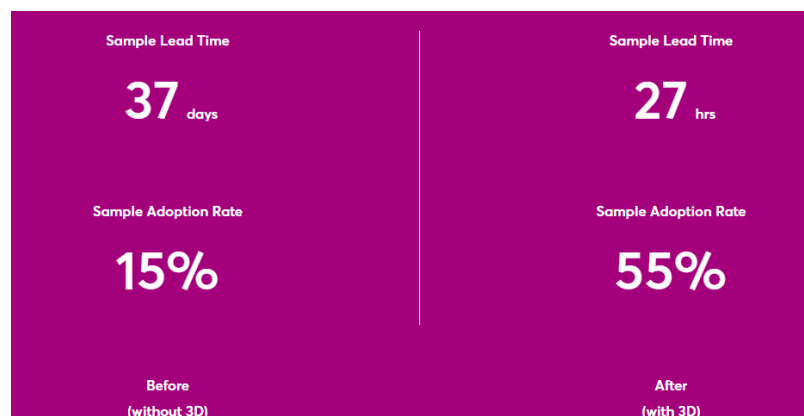 Sample Lead Time
37 days
Sample Adoption Rate
15%
Before
(without 3D)
Sample Lead Time
27 hrs
Sample Adoption Rate
55%
After
(with 3D)